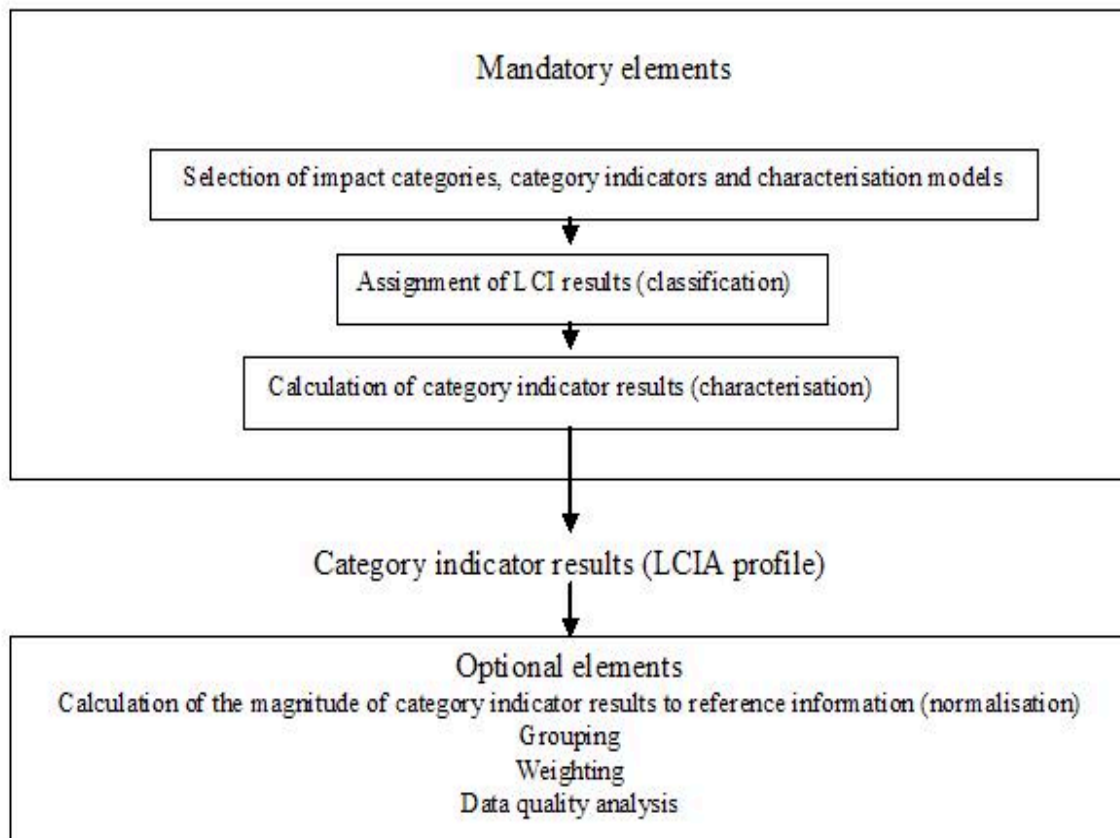 Mandatory elements
Selection of impact categories, category indicators and characterisation models
Assignment of LCI results (classification)
Calculation of category indicator results (characterisation)
Category indicator results (LCIA profile)
Optional elements
Calculation of the magnitude of category indicator results to reference information (normalisation)
Grouping
Weighting
Data quality analysis